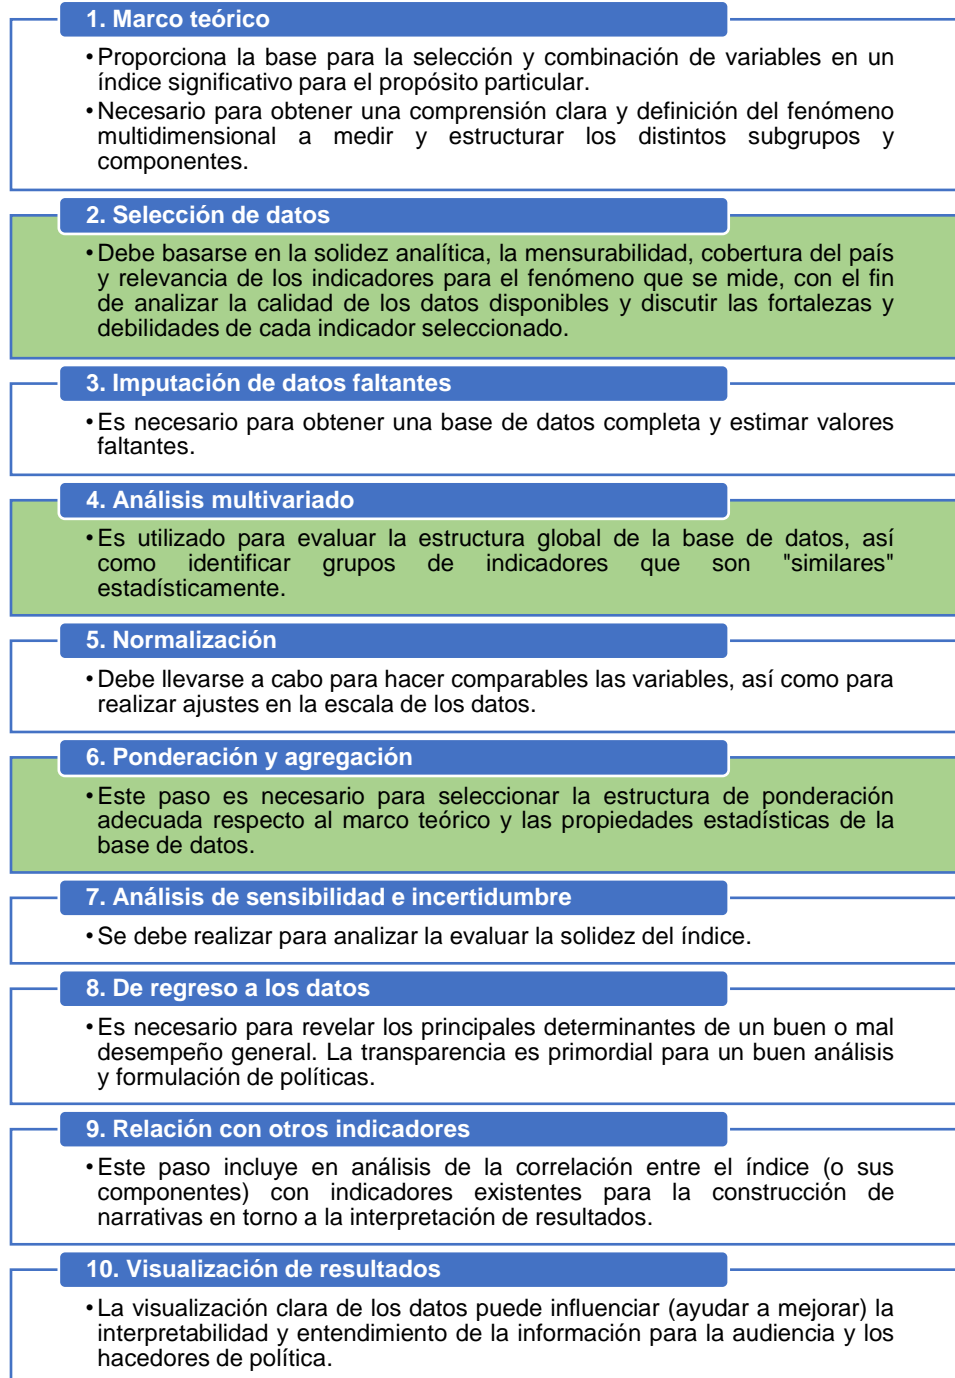 1. Marco teórico
•Proporciona la base para la selección y combinación de variables en un
índice significativo para el propósito particular.
•Necesario para obtener una comprensión clara y definición del fenómeno
multidimensional a medir y estructurar los distintos subgrupos y
componentes.
2. Selección de datos
•Debe basarse en la solidez analítica, la mensurabilidad, cobertura del país
y relevancia de los indicadores para el fenómeno que se mide, con el fin
de analizar la calidad de los datos disponibles y discutir las fortalezas y
debilidades de cada indicador seleccionado.
3. Imputación de datos faltantes
•Es necesario para obtener una base de datos completa y estimar valores
faltantes.
4. Análisis multivariado
•Es utilizado para evaluar la estructura global de la base de datos, así
como identificar grupos de indicadores que son "similares"
estadísticamente.
5. Normalización
•Debe llevarse a cabo para hacer comparables las variables, así como para
realizar ajustes en la escala de los datos.
6. Ponderación y agregación
•Este paso es necesario para seleccionar la estructura de ponderación
adecuada respecto al marco teórico y las propiedades estadísticas de la
base de datos.
7. Análisis de sensibilidad e incertidumbre
•Se debe realizar para analizar la evaluar la solidez del índice.
8. De regreso a los datos
•Es necesario para revelar los principales determinantes de un buen o mal
desempeño general. La transparencia es primordial para un buen análisis
y formulación de políticas.
9. Relación con otros indicadores
•Este paso incluye en análisis de la correlación entre el índice (o sus
componentes) con indicadores existentes para la construcción de
narrativas en torno a la interpretación de resultados.
10. Visualización de resultados
•La visualización clara de los datos puede influenciar (ayudar a mejorar) la
interpretabilidad y entendimiento de la información para la audiencia y los
hacedores de política.